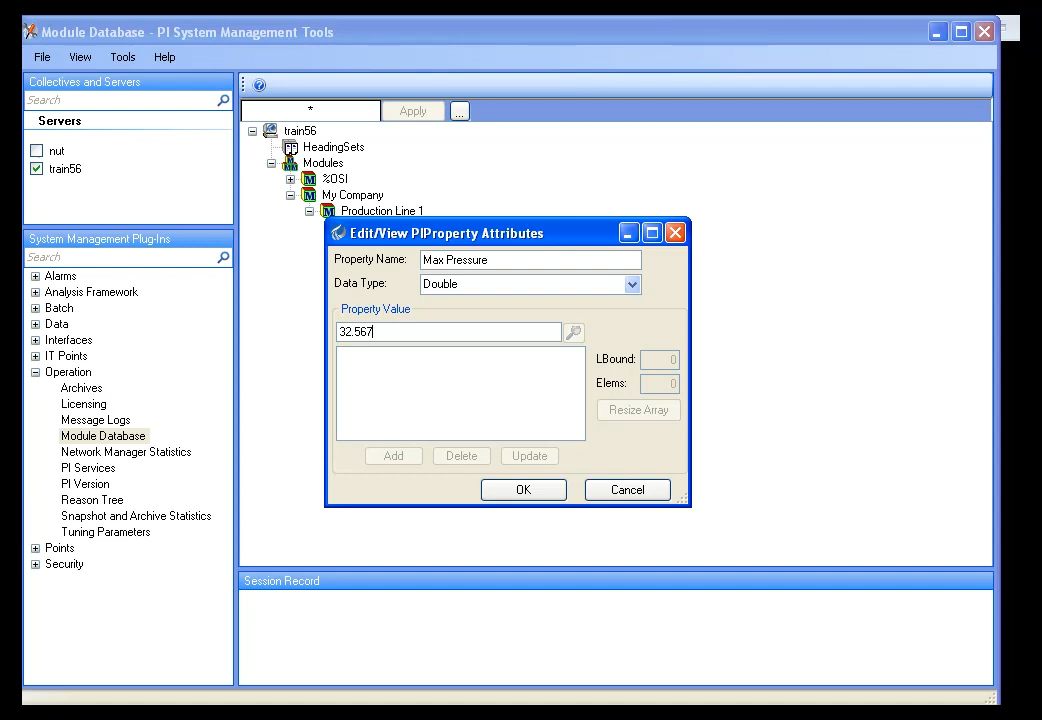 Module Database - PI System Management Tools
File View Tools Help
Collectives and Servers
Search
Servers
nut
train56
System Management Plug-Ins
Search
Alarms
Analysis Framework
Batch
Data
Interfaces
IT Points
Operation
Archives
Licensing
Message Logs
Module Database
Network Manager Statistics
PI Services
PI Version
Reason Tree
Snapshot and Archive Statistics
Tuning Parameters
Points
Security
* Apply ...
train56
HeadingSets
Modules
%OSI
My Company
Production Line 1
Edit/View PIProperty Attributes
Property Name: Max Pressure
Data Type: Double
Property Value
32.567
LBound: 0
Elems: 0
Resize Array
Add Delete Update
OK Cancel
Session Record